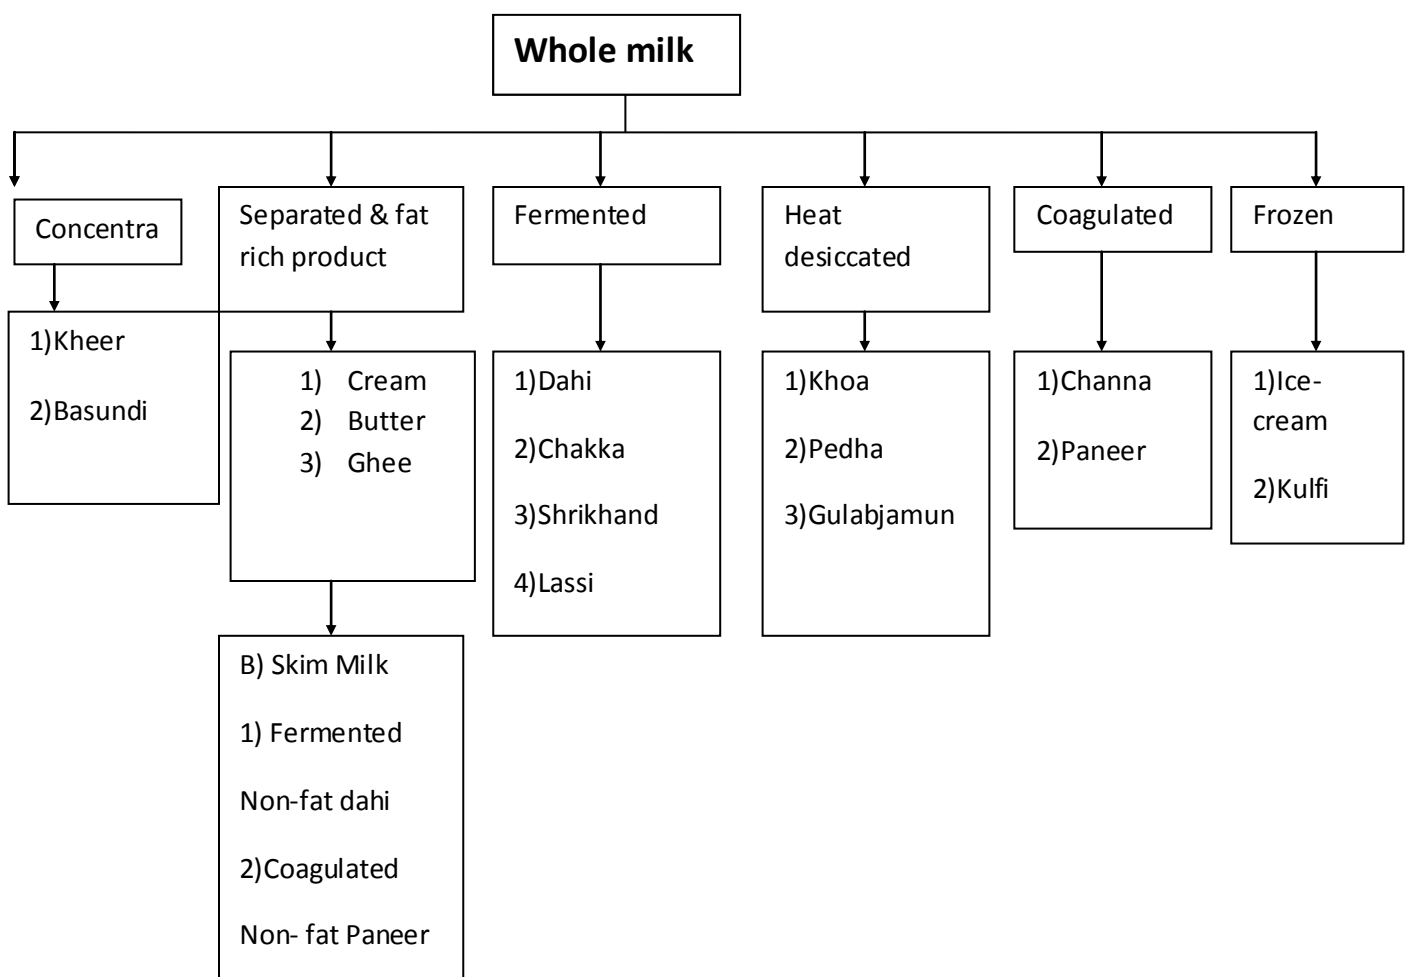 Whole milk
Concentra
Separated & fat
rich product
Fermented
Heat
desiccated
Coagulated
Frozen
1)Kheer
2)Basundi
1) Cream
2) Butter
3) Ghee
1)Dahi
2)Chakka
3)Shrikhand
4)Lassi
1)Khoa
2)Pedha
3)Gulabjamun
1)Channa
2)Paneer
1)Ice-
cream
2)Kulfi
B) Skim Milk
1) Fermented
Non-fat dahi
2)Coagulated
Non- fat Paneer